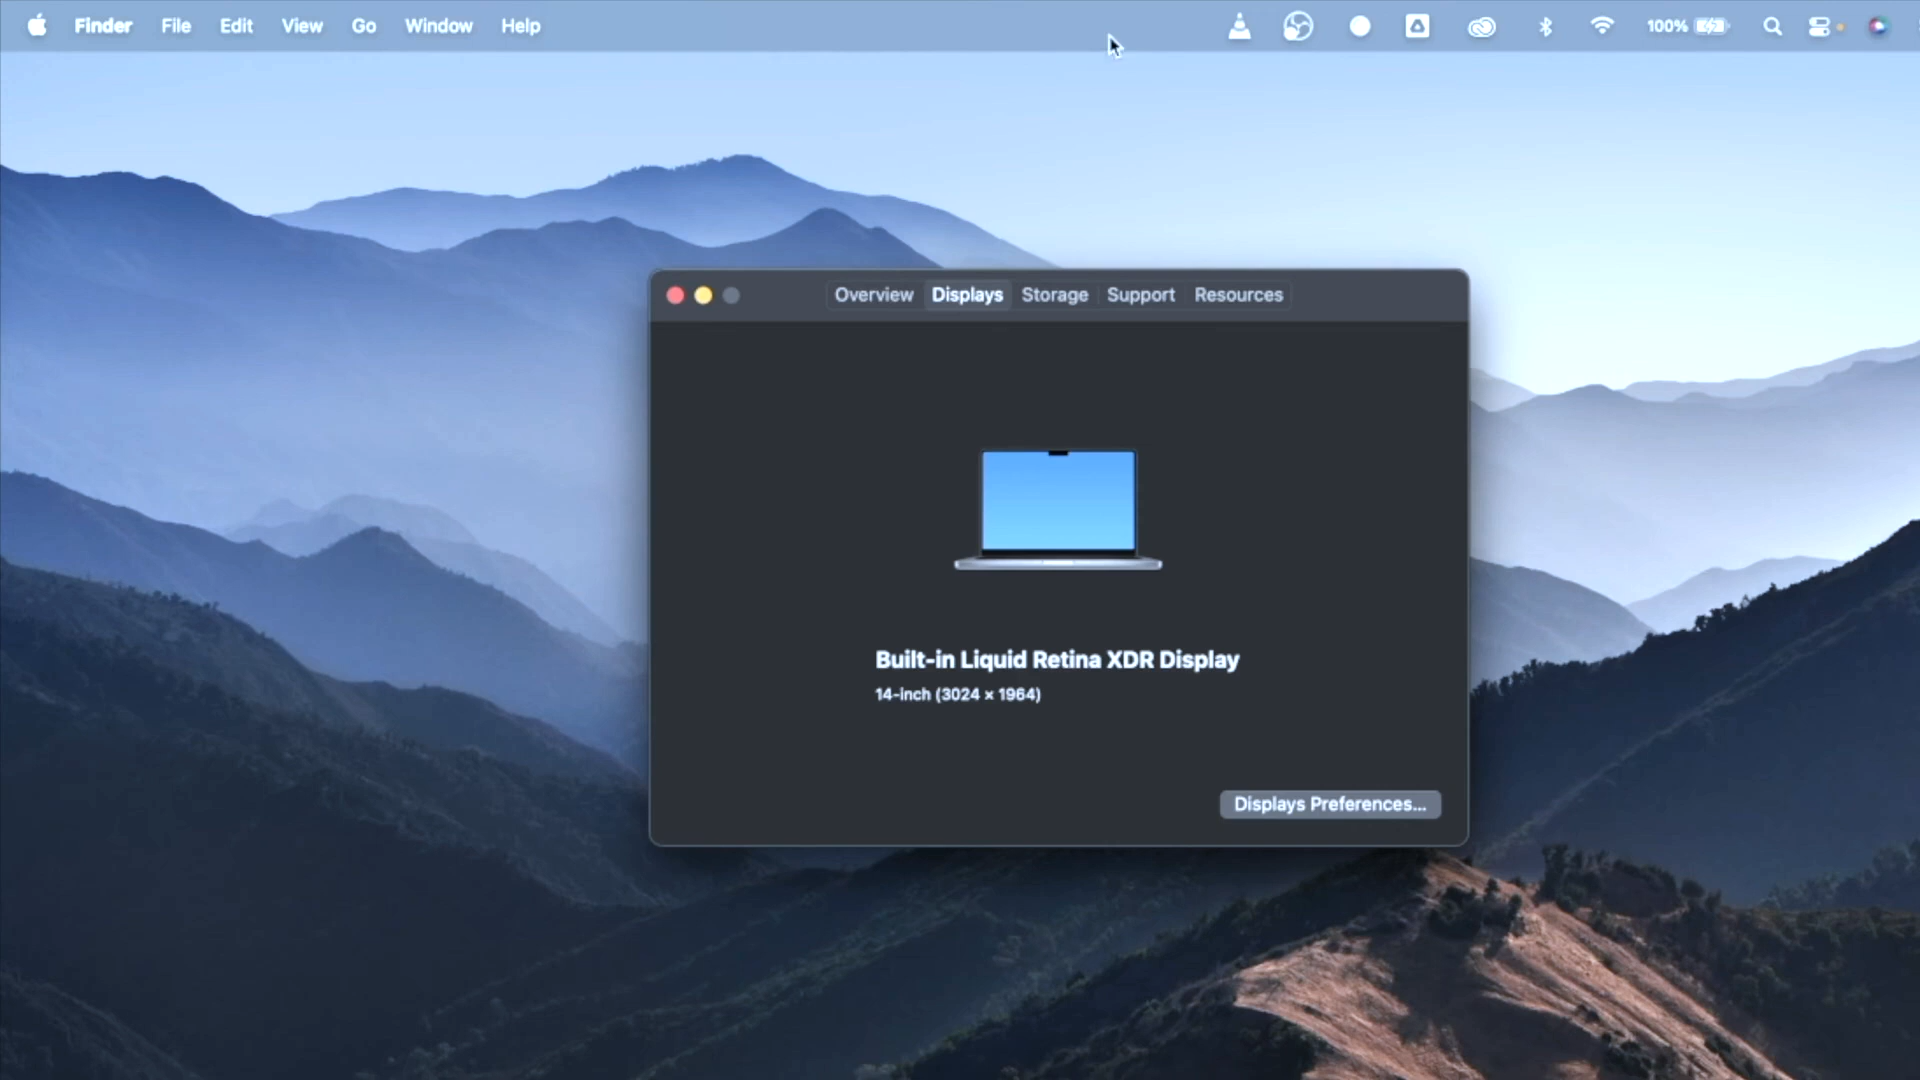 Finder File Edit View Go Window Help 100%
Overview Displays Storage Support Resources
Built-in Liquid Retina XDR Display
14-inch (3024 × 1964)
Displays Preferences...